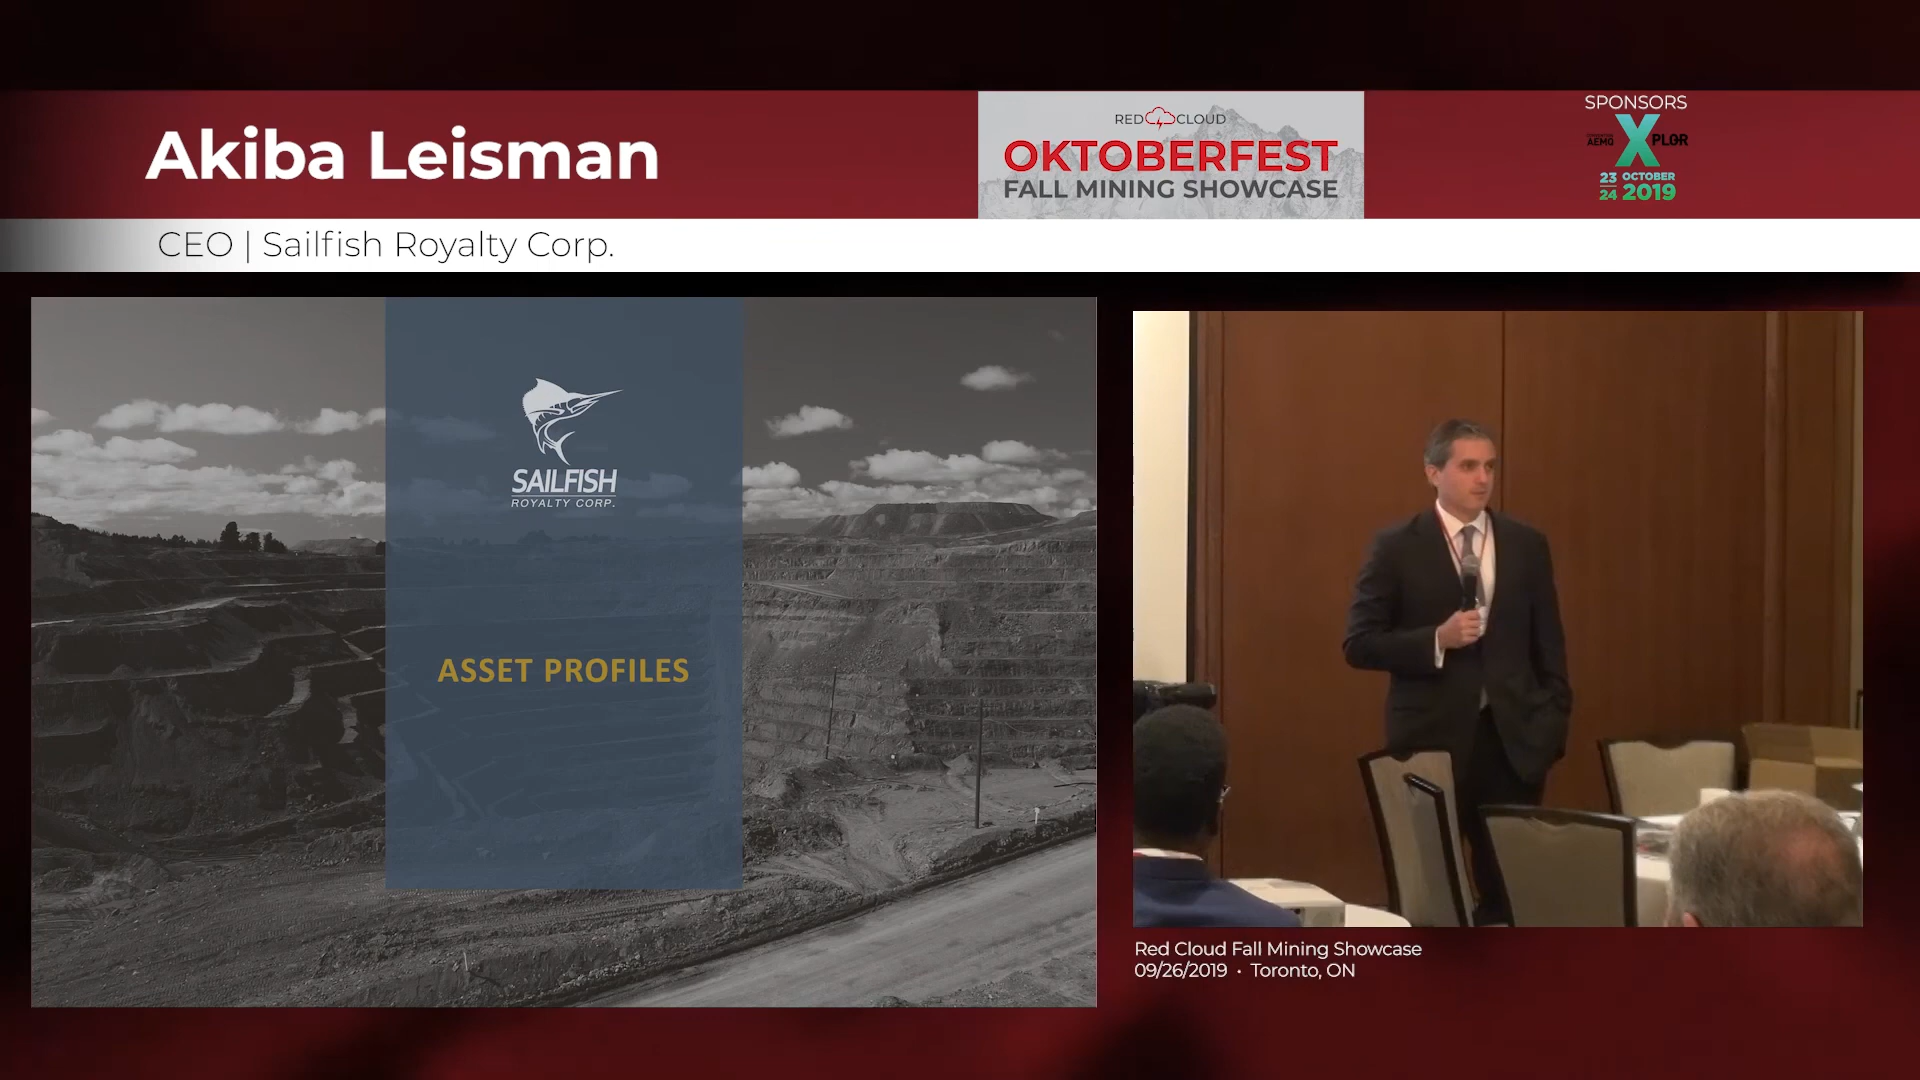 Akiba Leisman
CEO | Sailfish Royalty Corp.
RED CLOUD
OKTOBERFEST
FALL MINING SHOWCASE
SPONSORS
AEMQ XPLOR
23 OCTOBER
24 2019
SAILFISH
ROYALTY CORP.
ASSET PROFILES
Red Cloud Fall Mining Showcase
09/26/2019 • Toronto, ON